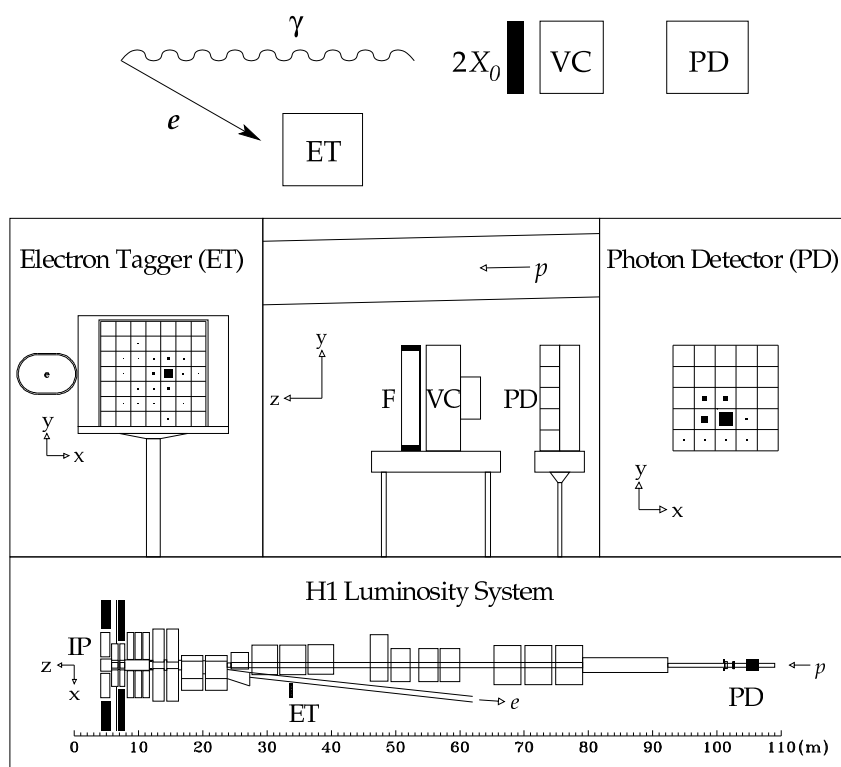 γ
2X₀ VC PD
e
ET
Electron Tagger (ET)
p
Photon Detector (PD)
e
y
x
y
z
F VC PD
y
x
H1 Luminosity System
IP
z
x
ET
e
PD
p
0 10 20 30 40 50 60 70 80 90 100 110(m)